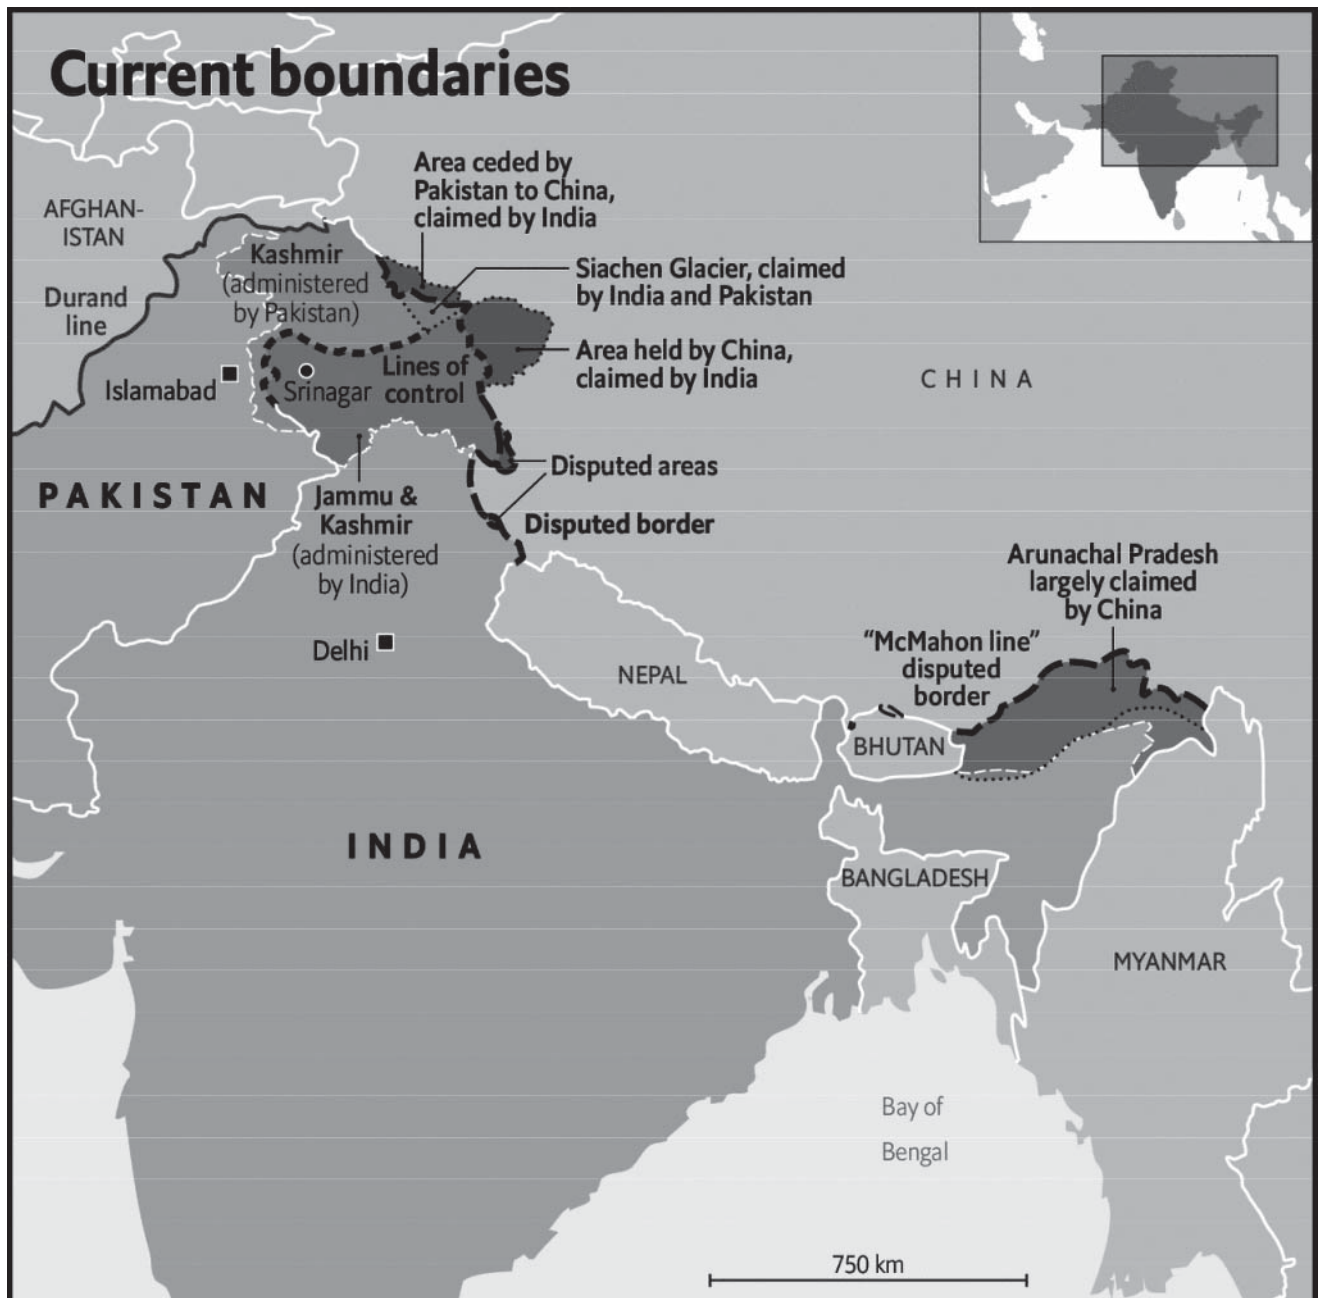 Current boundaries
Area ceded by
Pakistan to China,
claimed by India
AFGHAN-
ISTAN
Kashmir
(administered
by Pakistan)
Siachen Glacier, claimed
by India and Pakistan
Durand
line
Area held by China,
claimed by India
Lines of
control
Islamabad
Srinagar
CHINA
Disputed areas
PAKISTAN
Jammu &
Kashmir
(administered
by India)
Disputed border
Arunachal Pradesh
largely claimed
by China
Delhi
"McMahon line"
disputed
border
NEPAL
BHUTAN
INDIA
BANGLADESH
MYANMAR
Bay of
Bengal
750 km